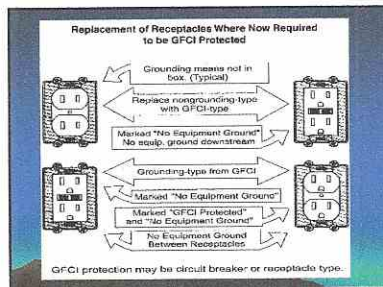 Replacement of Receptacles Where Now Required
to be GFCI Protected
Grounding means not in
box. (Typical)
Replace nongrounding-type
with GFCI-type
Marked "No Equipment Ground"
No equip. ground downstream
Grounding-type from GFCI
Marked "No Equipment Ground"
Marked "GFCI Protected"
and "No Equipment Ground"
No Equipment Ground
Between Receptacles
GFCI protection may be circuit breaker or receptacle type.